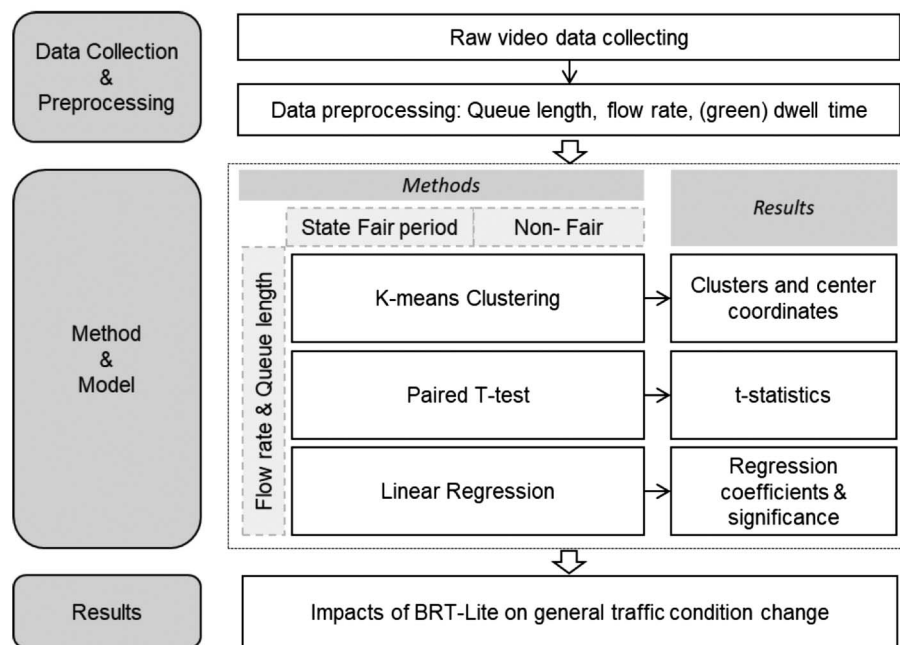 Data Collection
&
Preprocessing
Raw video data collecting
Data preprocessing: Queue length, flow rate, (green) dwell time
Method
&
Model
Methods
Results
State Fair period
Non- Fair
Flow rate & Queue length
K-means Clustering
Clusters and center
coordinates
Paired T-test
t-statistics
Linear Regression
Regression
coefficients &
significance
Results
Impacts of BRT-Lite on general traffic condition change